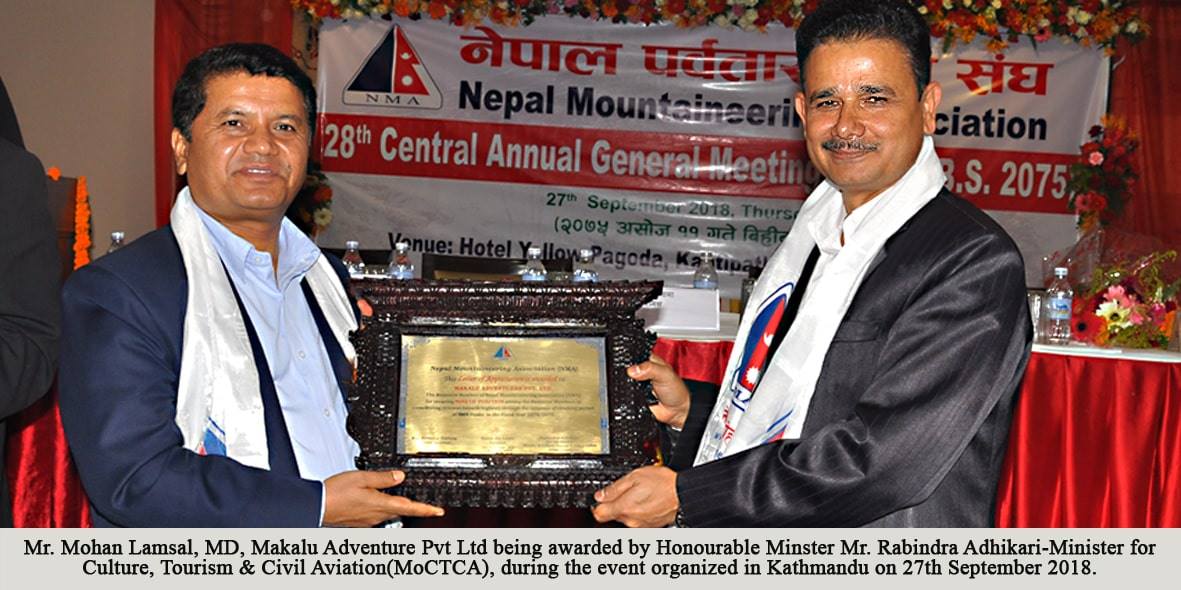 नेपाल पर्वतार संघ
NMA
Nepal Mountaineerin ciation
28th Central Annual General Meeting B.S. 2075
27th September 2018, Thurs
(२०७५ असोज ११ गते बिही
Venue: Hotel Yellow Pagoda, Kantipath
Nepal Mountaineering Association (NMA)
This Letter of Appreciation is awarded to
MAKALU ADVENTURE PVT. LTD.
Mr. Mohan Lamsal, MD, Makalu Adventure Pvt Ltd being awarded by Honourable Minster Mr. Rabindra Adhikari-Minister for
Culture, Tourism & Civil Aviation(MoCTCA), during the event organized in Kathmandu on 27th September 2018.